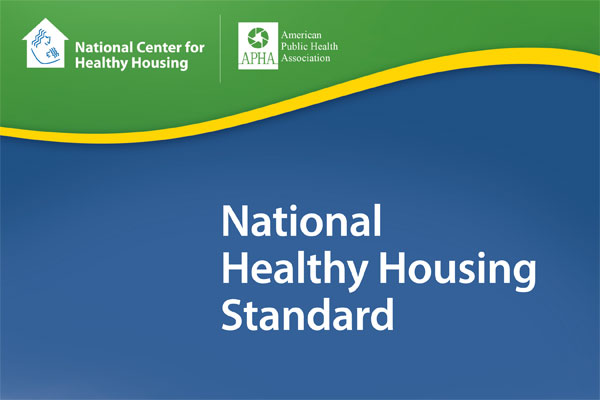 National Center for
Healthy Housing
APHA
American
Public Health
Association
National
Healthy Housing
Standard